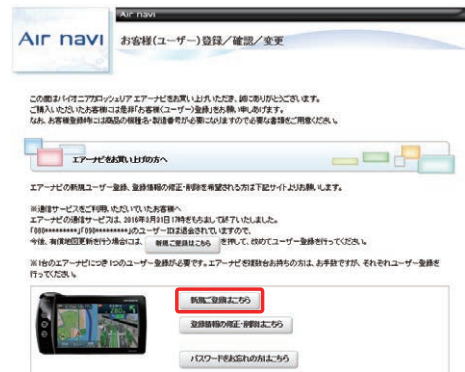 Air navi
Air navi
お客様(ユーザー)登録／確認／変更
この度はパイオニアカロッツェリア エアーナビをお買い上げいただき、誠にありがとうございます。
ご購入いただいたお客様には是非「お客様(ユーザー)登録」をお願い申しあげます。
なお、お客様登録時には商品の機種名・製造番号が必要になりますので必要な書類をご用意ください。
エアーナビをお買い上げの方へ
エアーナビの新規ユーザー登録、登録情報の修正・削除を希望される方は下記サイトよりお願いします。
※通信サービスをご利用いただいていたお客様へ
エアーナビの通信サービスは、2016年3月31日17時をもちまして終了いたしました。
「080********」「090********」のユーザーIDは退会されていますので、
今後、有償地図更新を行う場合には、 新規ご登録はこちら を押して、改めてユーザー登録を行ってください。
※1台のエアーナビにつき1つのユーザー登録が必要です。エアーナビを複数台お持ちの方は、お手数ですが、それぞれユーザー登録を
行ってください。
新規ご登録はこちら
登録情報の修正・削除はこちら
パスワードをお忘れの方はこちら